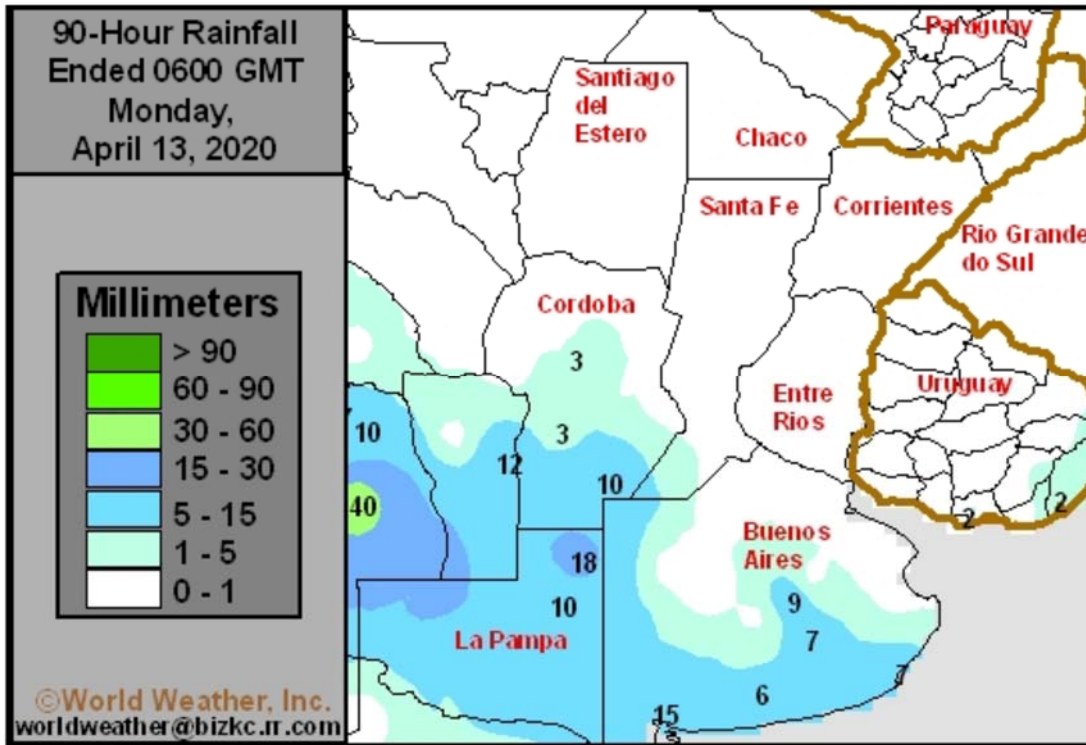 90-Hour Rainfall
Ended 0600 GMT
Monday,
April 13, 2020
Millimeters
> 90
60 - 90
30 - 60
15 - 30
5 - 15
1 - 5
0 - 1
©World Weather, Inc.
worldweather@bizkc.rr.com
Paraguay
Santiago
del
Estero
Chaco
Santa Fe
Corrientes
Rio Grande
do Sul
Cordoba
3
Uruguay
Entre
Rios
10
3
12
10
40
2
2
Buenos
Aires
18
9
10
La Pampa
7
7
6
15